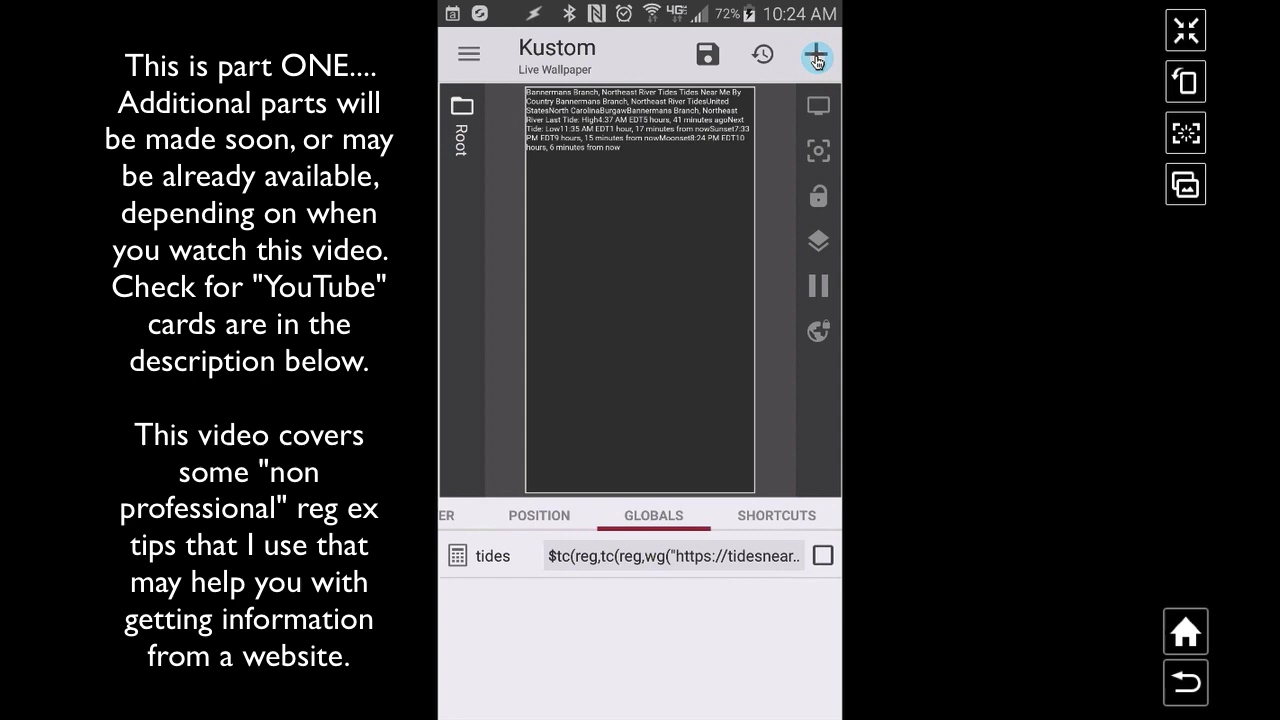 This is part ONE....
Additional parts will
be made soon, or may
be already available,
depending on when
you watch this video.
Check for "YouTube"
cards are in the
description below.
This video covers
some "non
professional" reg ex
tips that I use that
may help you with
getting information
from a website.
4G 72% 10:24 AM
Kustom
Live Wallpaper
Root
Bannermans Branch, Northeast River Tides Tides Near Me By
Country Bannermans Branch, Northeast River TidesUnited
StatesNorth CarolinaBurgawBannermans Branch, Northeast
River Last Tide: High4:37 AM EDT5 hours, 41 minutes agoNext
Tide: Low11:35 AM EDT1 hour, 17 minutes from nowSunset7:33
PM EDT9 hours, 15 minutes from nowMoonset8:24 PM EDT10
hours, 6 minutes from now
ER POSITION GLOBALS SHORTCUTS
tides $tc(reg,tc(reg,wg("https://tidesnear..